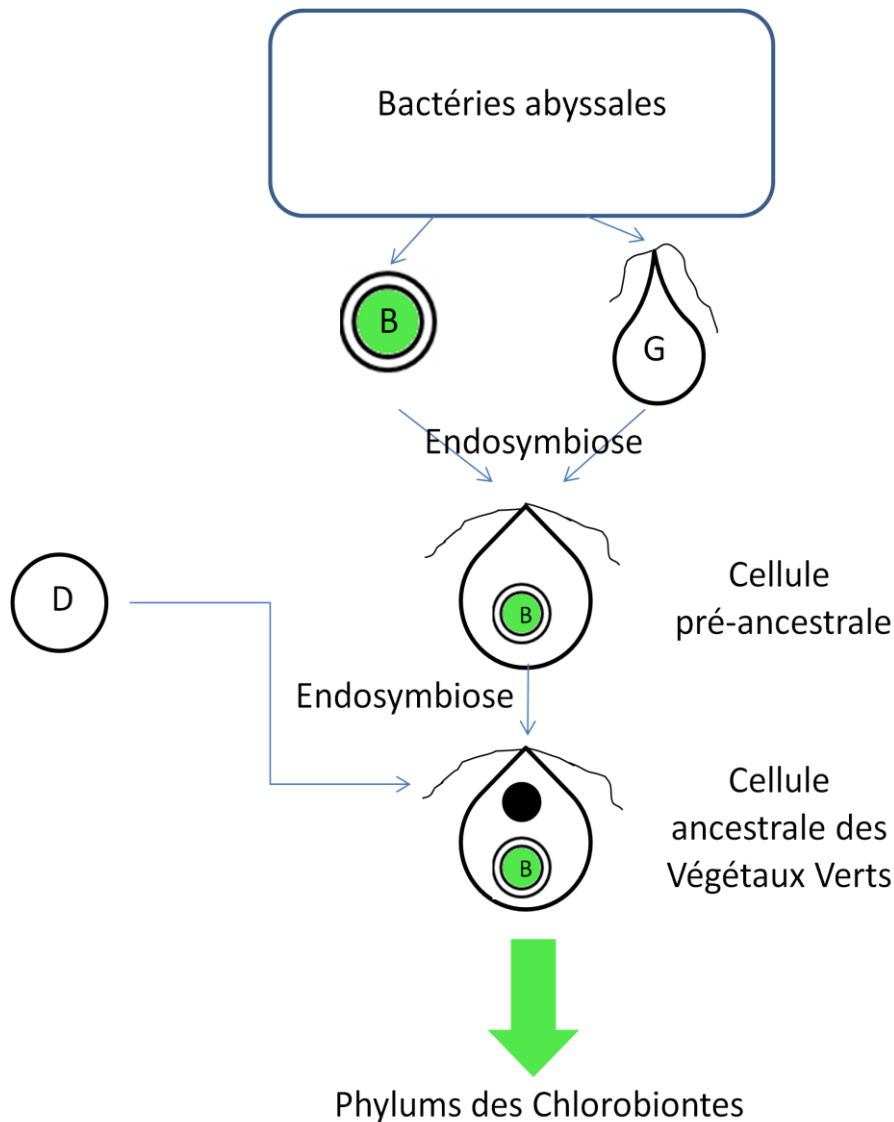 Bactéries abyssales
B
G
Endosymbiose
D
B
Cellule
pré-ancestrale
Endosymbiose
B
Cellule
ancestrale des
Végétaux Verts
Phylums des Chlorobiontes